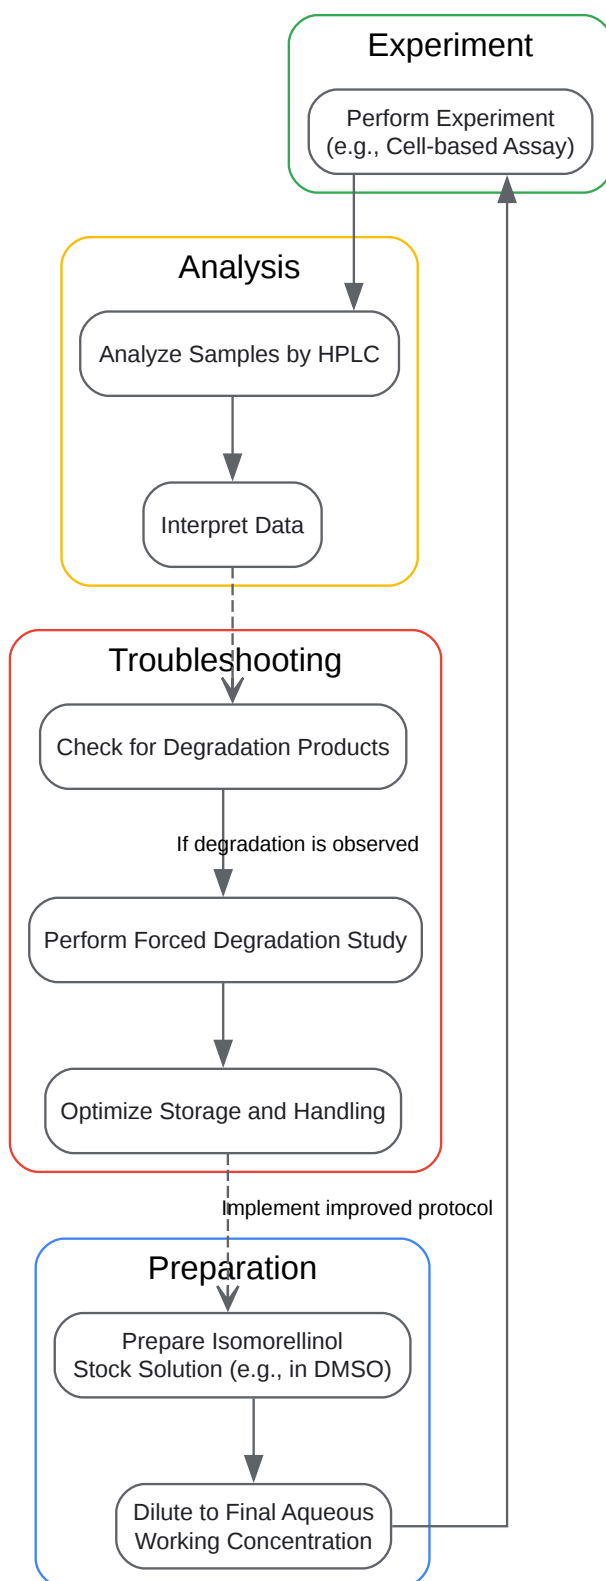 Experiment
Perform Experiment
(e.g., Cell-based Assay)
Analysis
Analyze Samples by HPLC
Interpret Data
Troubleshooting
Check for Degradation Products
If degradation is observed
Perform Forced Degradation Study
Optimize Storage and Handling
Implement improved protocol
Preparation
Prepare Isomorellinol
Stock Solution (e.g., in DMSO)
Dilute to Final Aqueous
Working Concentration